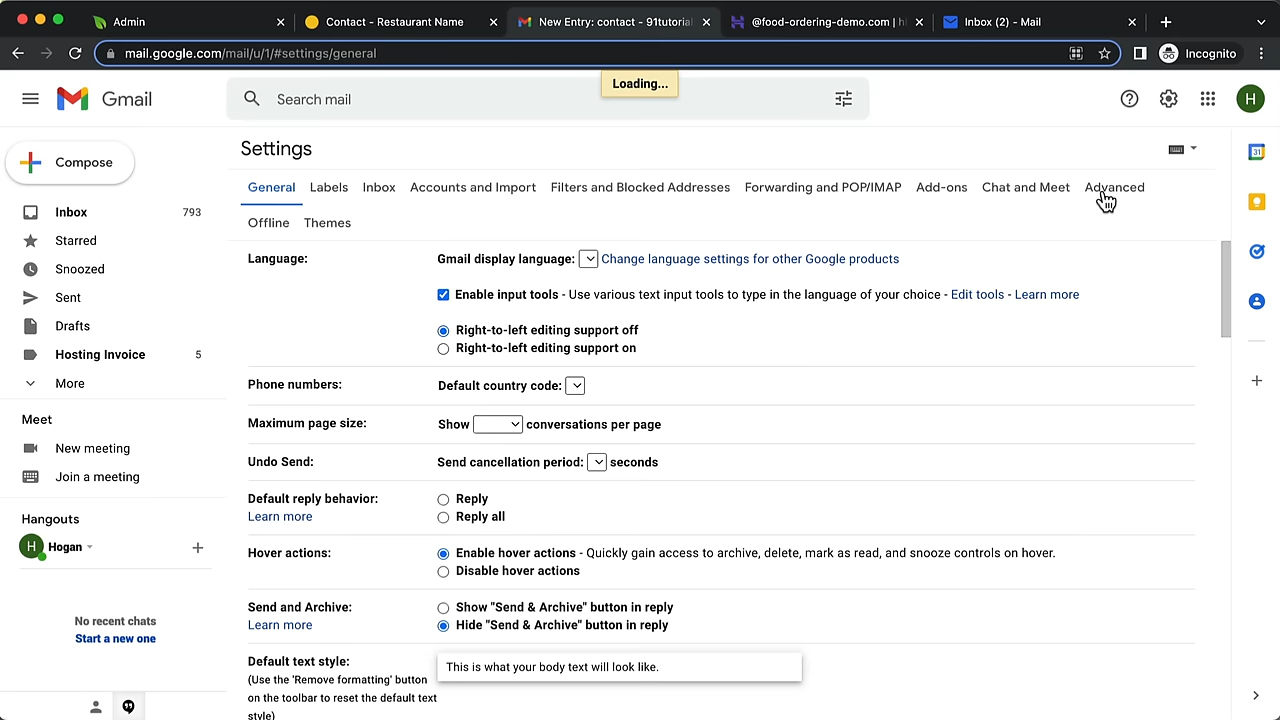 Admin
Contact - Restaurant Name
New Entry: contact - 91tutorial
@food-ordering-demo.com | h
Inbox (2) - Mail
mail.google.com/mail/u/1/#settings/general
Incognito
Loading...
Gmail
Search mail
H
Compose
Inbox 793
Starred
Snoozed
Sent
Drafts
Hosting Invoice 5
More
Meet
New meeting
Join a meeting
Hangouts
H Hogan
No recent chats
Start a new one
Settings
General Labels Inbox Accounts and Import Filters and Blocked Addresses Forwarding and POP/IMAP Add-ons Chat and Meet Advanced
Offline Themes
Language: Gmail display language: Change language settings for other Google products
Enable input tools - Use various text input tools to type in the language of your choice - Edit tools - Learn more
Right-to-left editing support off
Right-to-left editing support on
Phone numbers: Default country code:
Maximum page size: Show conversations per page
Undo Send: Send cancellation period: seconds
Default reply behavior: Reply
Learn more Reply all
Hover actions: Enable hover actions - Quickly gain access to archive, delete, mark as read, and snooze controls on hover.
Disable hover actions
Send and Archive: Show "Send & Archive" button in reply
Learn more Hide "Send & Archive" button in reply
Default text style: This is what your body text will look like.
(Use the 'Remove formatting' button
on the toolbar to reset the default text
style)
31